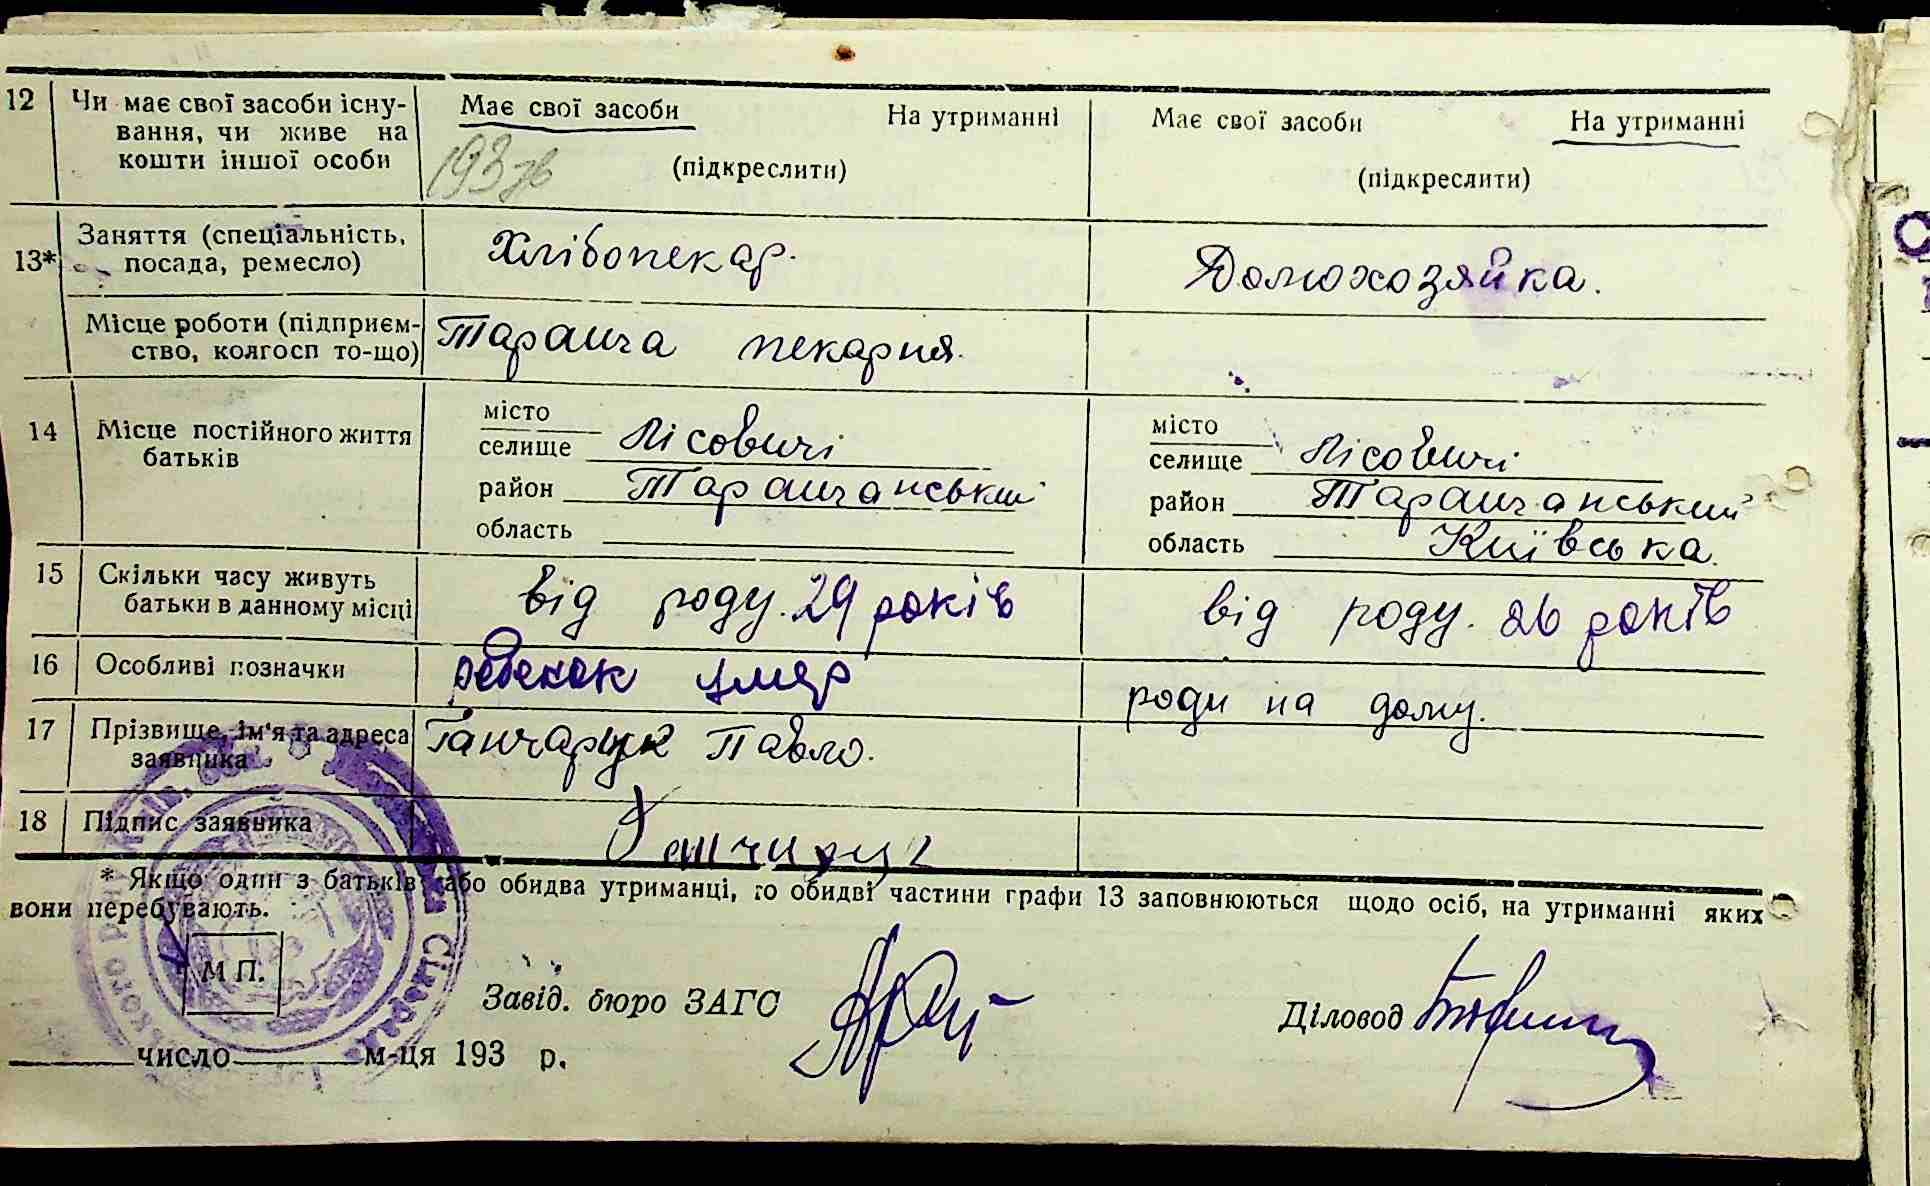 12 Чи має свої засоби існу- Має свої засоби На утриманні Має свої засоби На утриманні
вання, чи живе на
кошти іншої особи (підкреслити) (підкреслити)
13* Заняття (спеціальність, Хлібопекар. Домохозяйка.
посада, ремесло)
Місце роботи (підприєм- Тараща пекарня.
ство, колгосп то-що)
14 Місце постійного життя місто місто
батьків селище Лісовичі селище Лісовичі
район Таращанський район Таращанський
область область Київська.
15 Скільки часу живуть від роду. 29 років від роду. 26 років
батьки в данному місці
16 Особливі позначки ребенок умер роди на дому.
17 Прізвище, ім'я та адреса Ганчарук Павло.
заявника
18 Підпис заявника Ганчарук
* Якщо один з батьків, або обидва утриманці, то обидві частини графи 13 заповнюються щодо осіб, на утриманні яких
вони перебувають.
М П.
Завід. бюро ЗАГС Діловод
число м-ця 193 р.